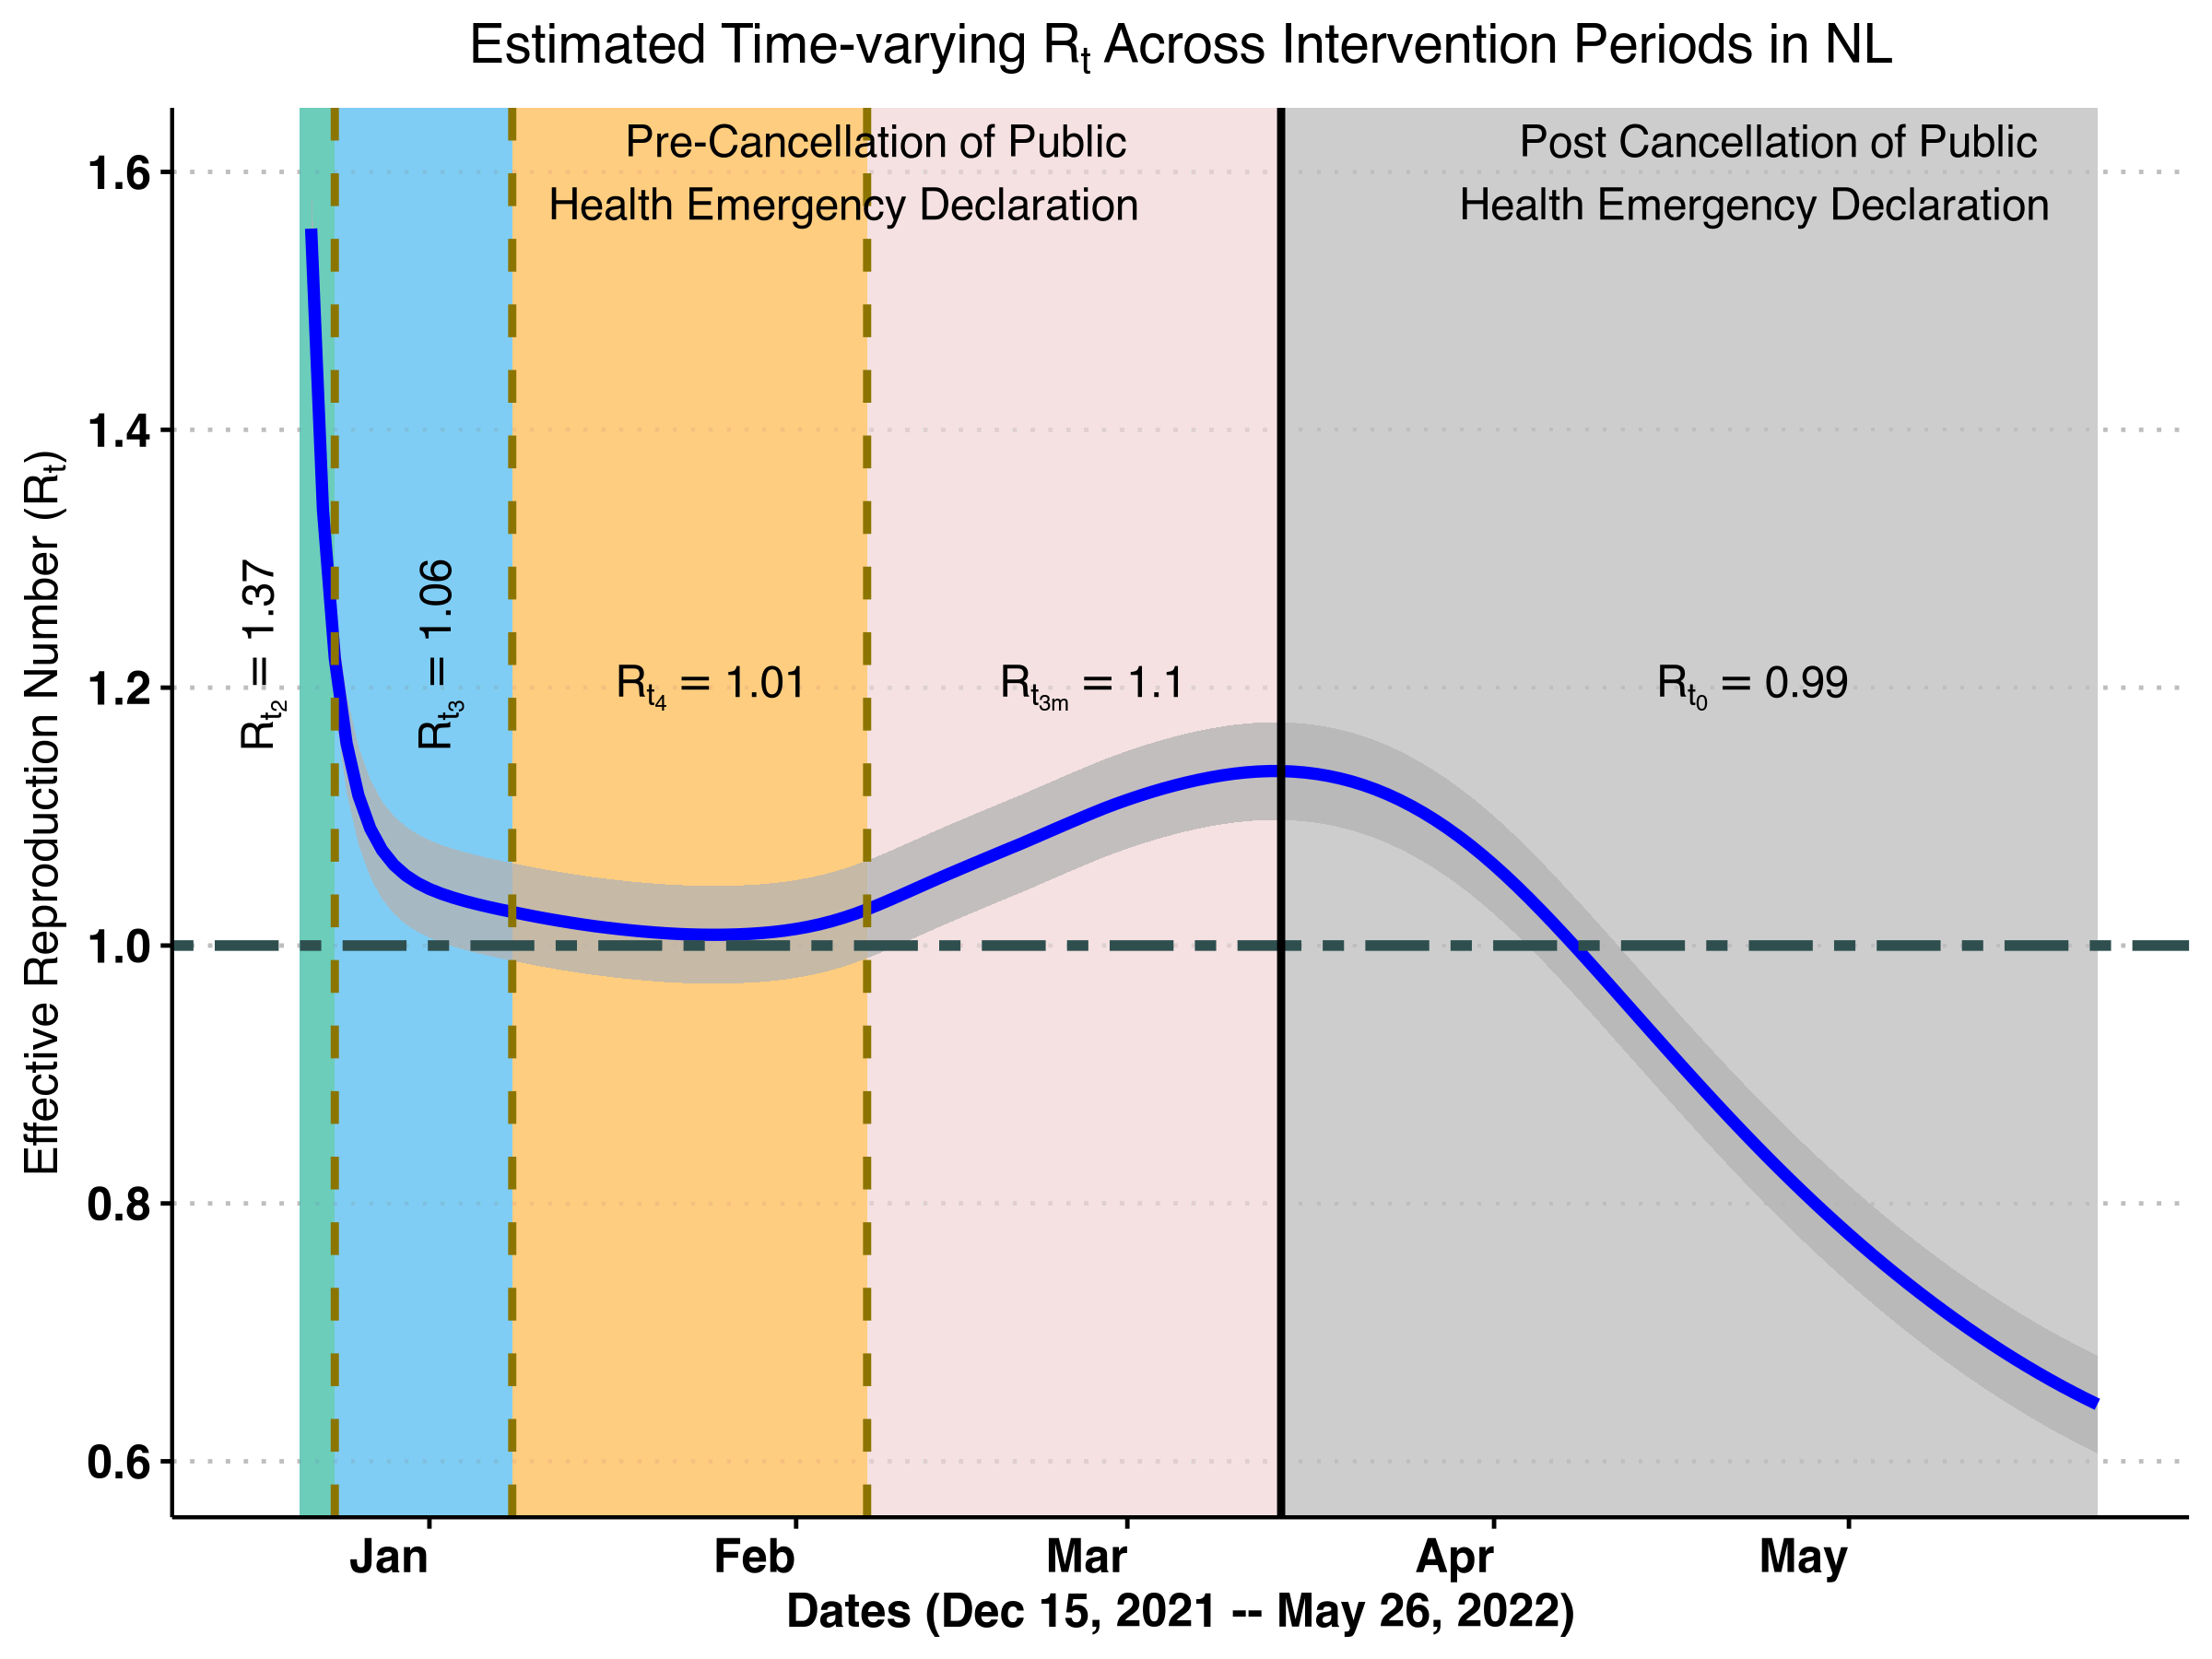 Estimated Time-varying Rt Across Intervention Periods in NL
Pre-Cancellation of Public
Health Emergency Declaration
Post Cancellation of Public
Health Emergency Declaration
Effective Reproduction Number (Rt)
1.6
1.4
1.2
1.0
0.8
0.6
Rt2 = 1.37
Rt3 = 1.06
Rt4 = 1.01
Rt3m = 1.1
Rt0 = 0.99
Jan
Feb
Mar
Apr
May
Dates (Dec 15, 2021 -- May 26, 2022)